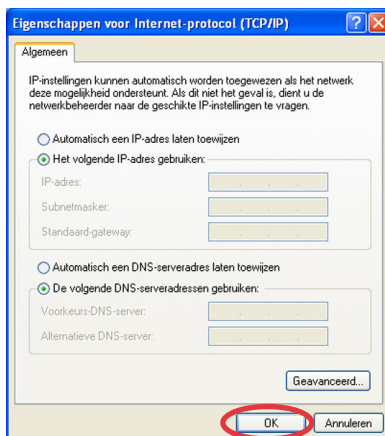 Eigenschappen voor Internet-protocol (TCP/IP)
Algemeen
IP-instellingen kunnen automatisch worden toegewezen als het netwerk
deze mogelijkheid ondersteunt. Als dit niet het geval is, dient u de
netwerkbeheerder naar de geschikte IP-instellingen te vragen.
Automatisch een IP-adres laten toewijzen
Het volgende IP-adres gebruiken:
IP-adres:
Subnetmasker:
Standaard-gateway:
Automatisch een DNS-serveradres laten toewijzen
De volgende DNS-serveradressen gebruiken:
Voorkeurs-DNS-server:
Alternatieve DNS-server:
Geavanceerd...
OK
Annuleren